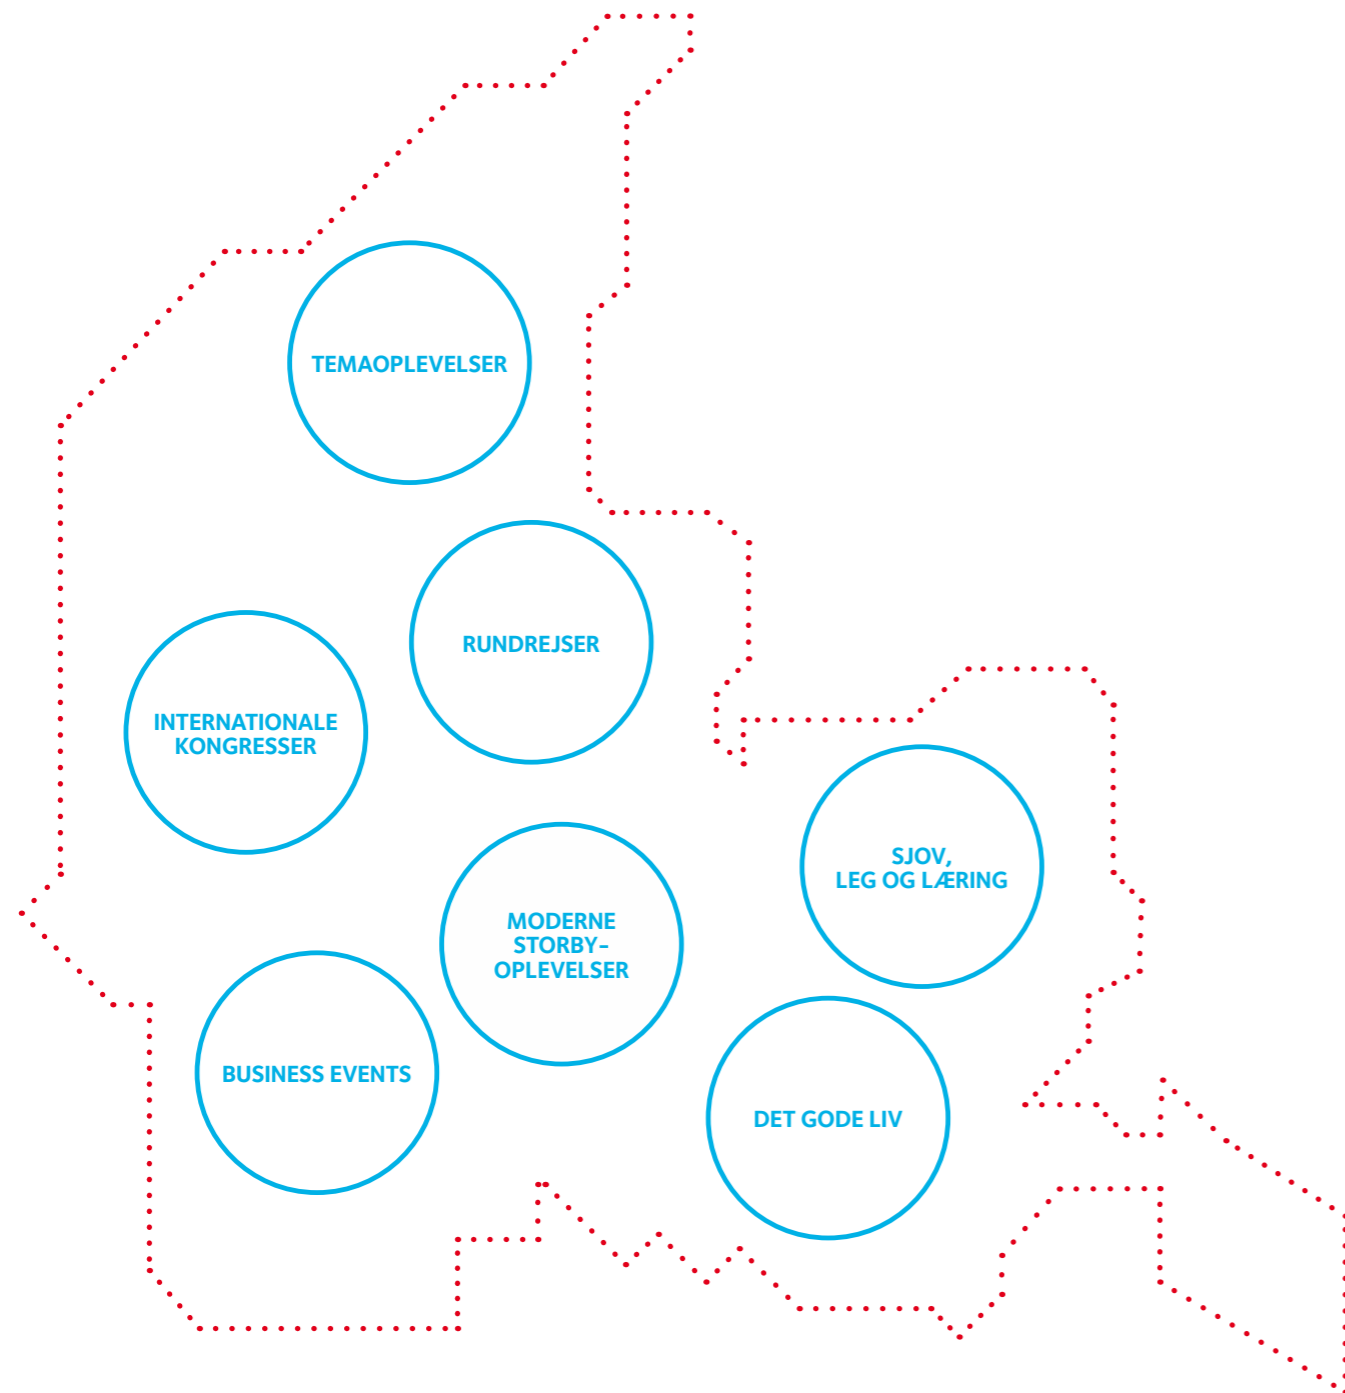 TEMAOPLEVELSER
RUNDREJSER
INTERNATIONALE
KONGRESSER
SJOV,
LEG OG LÆRING
MODERNE
STORBY-
OPLEVELSER
BUSINESS EVENTS
DET GODE LIV